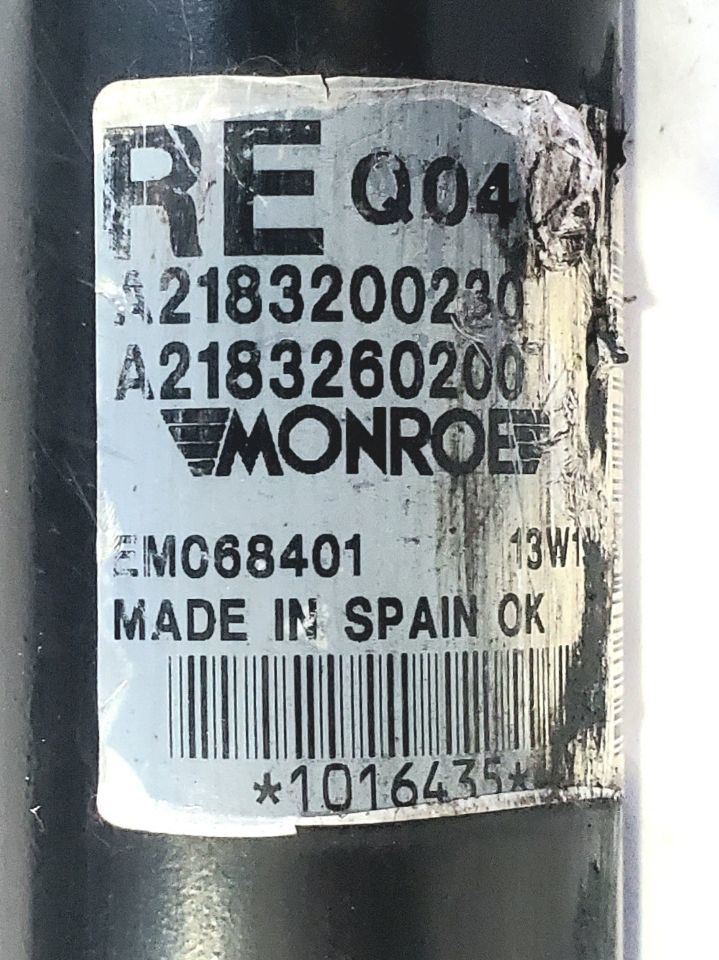 RE Q04
A2183200230
A2183260200
MONROE
EMC68401 13W1
MADE IN SPAIN OK
*1016435*